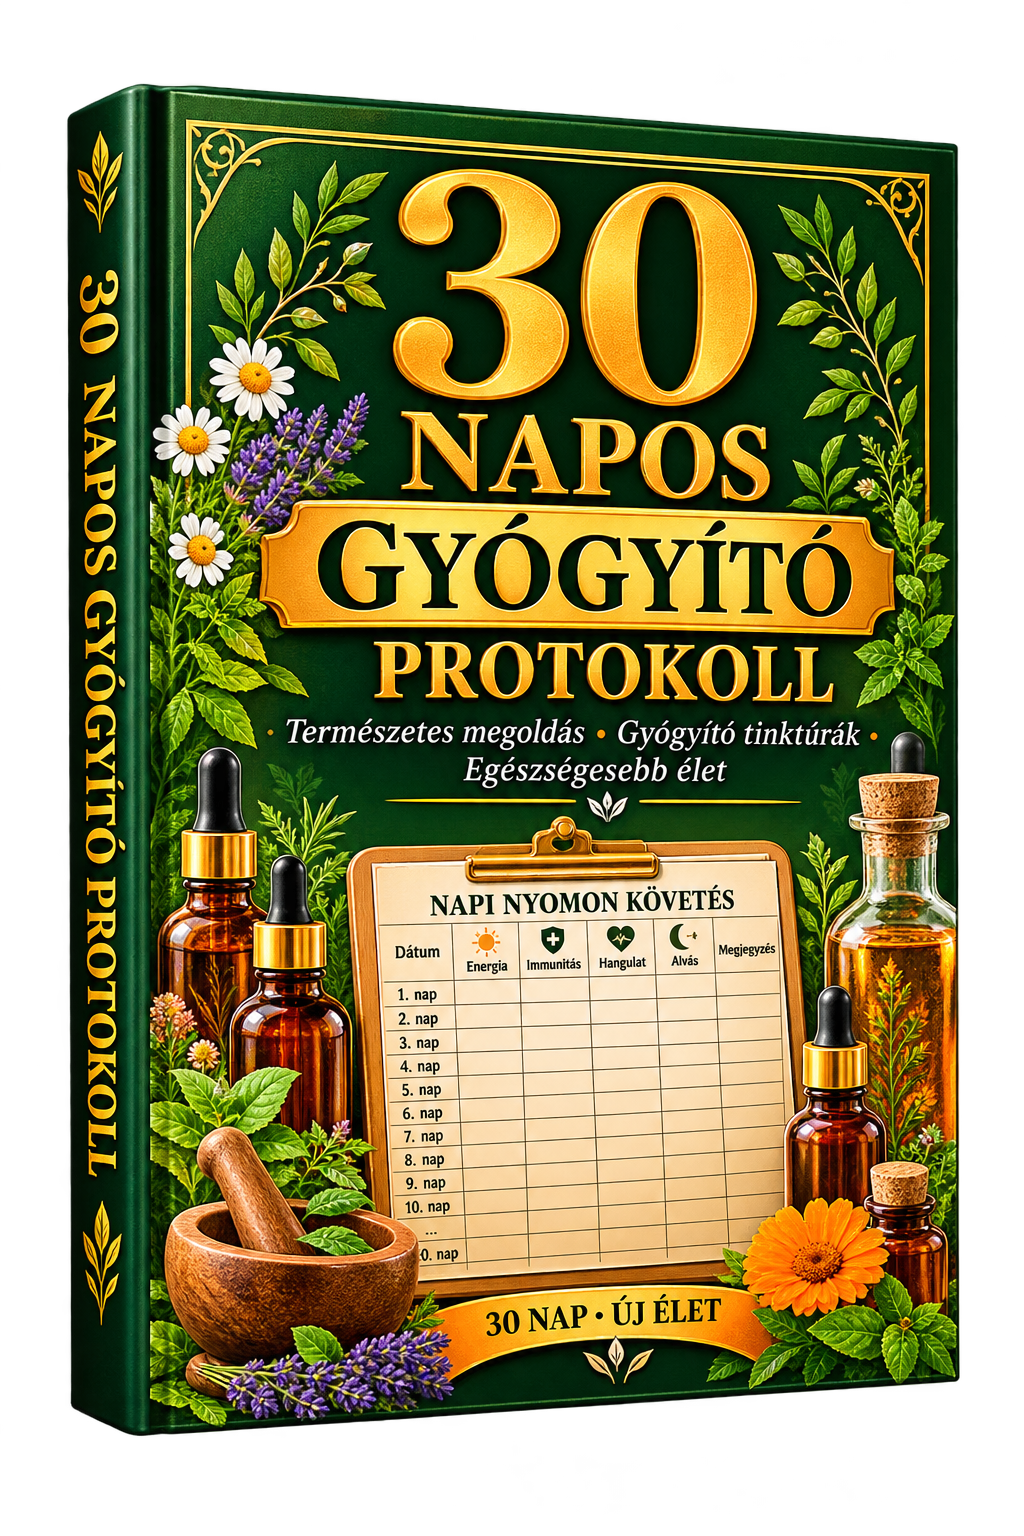 30 NAPOS GYÓGYÍTÓ PROTOKOLL
30
NAPOS
GYÓGYÍTÓ
PROTOKOLL
• Természetes megoldás • Gyógyító tinktúrák •
Egészségesebb élet
NAPI NYOMON KÖVETÉS
Dátum Energia Immunitás Hangulat Alvás Megjegyzés
1. nap
2. nap
3. nap
4. nap
5. nap
6. nap
7. nap
8. nap
9. nap
10. nap
...
0. nap
30 NAP • ÚJ ÉLET